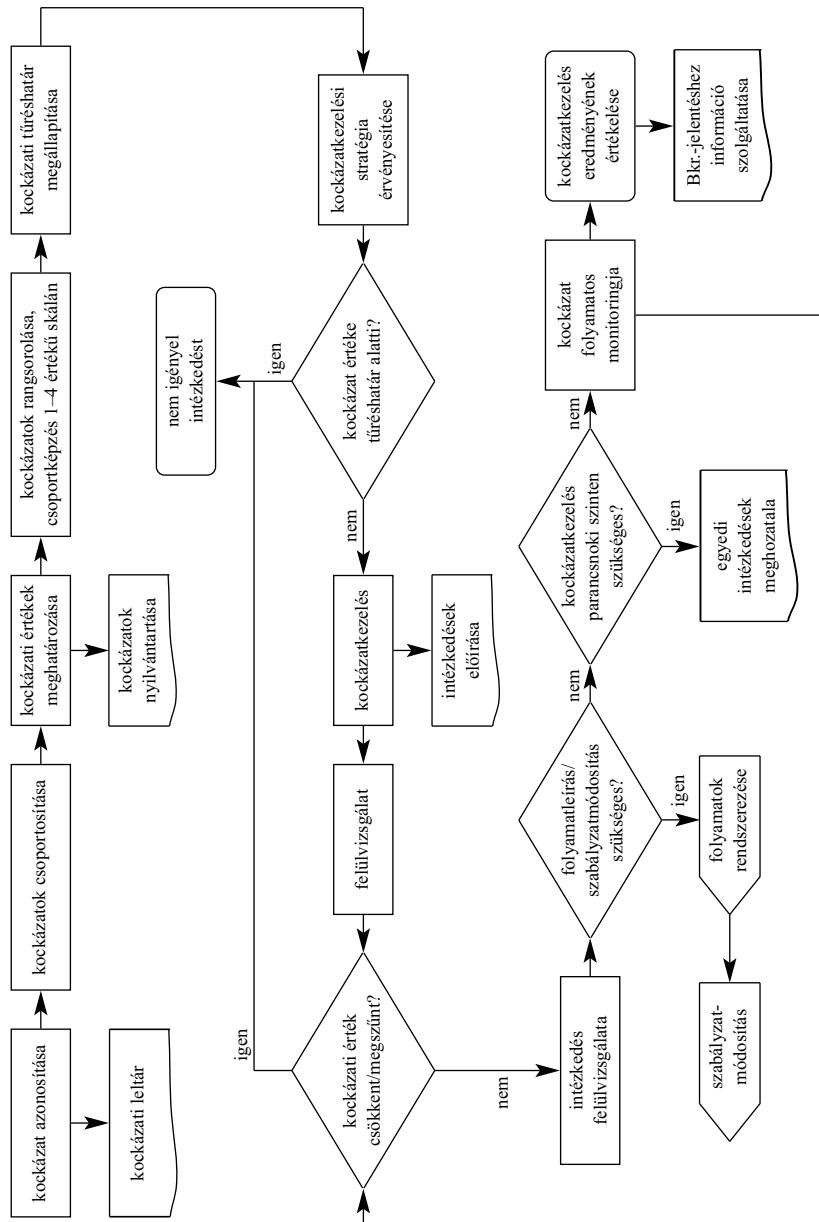 kockázat azonosítása
kockázati leltár
kockázatok csoportosítása
kockázati értékek
meghatározása
kockázatok
nyilvántartása
kockázatok rangsorolása,
csoportképzés 1–4 értékű skálán
kockázati tűréshatár
megállapítása
kockázatkezelési
stratégia
érvényesítése
kockázat értéke
tűréshatár alatti?
igen
nem igényel
intézkedést
nem
kockázatkezelés
intézkedések
előírása
felülvizsgálat
kockázati érték
csökkent/megszűnt?
igen
nem
intézkedés
felülvizsgálata
folyamatleírás/
szabályzatmódosítás
szükséges?
igen
folyamatok
rendszerezése
szabályzat-
módosítás
nem
kockázatkezelés
parancsnoki szinten
szükséges?
igen
egyedi
intézkedések
meghozatala
nem
kockázat
folyamatos
monitoringja
kockázatkezelés
eredményének
értékelése
Bkr.-jelentéshez
információ
szolgáltatása